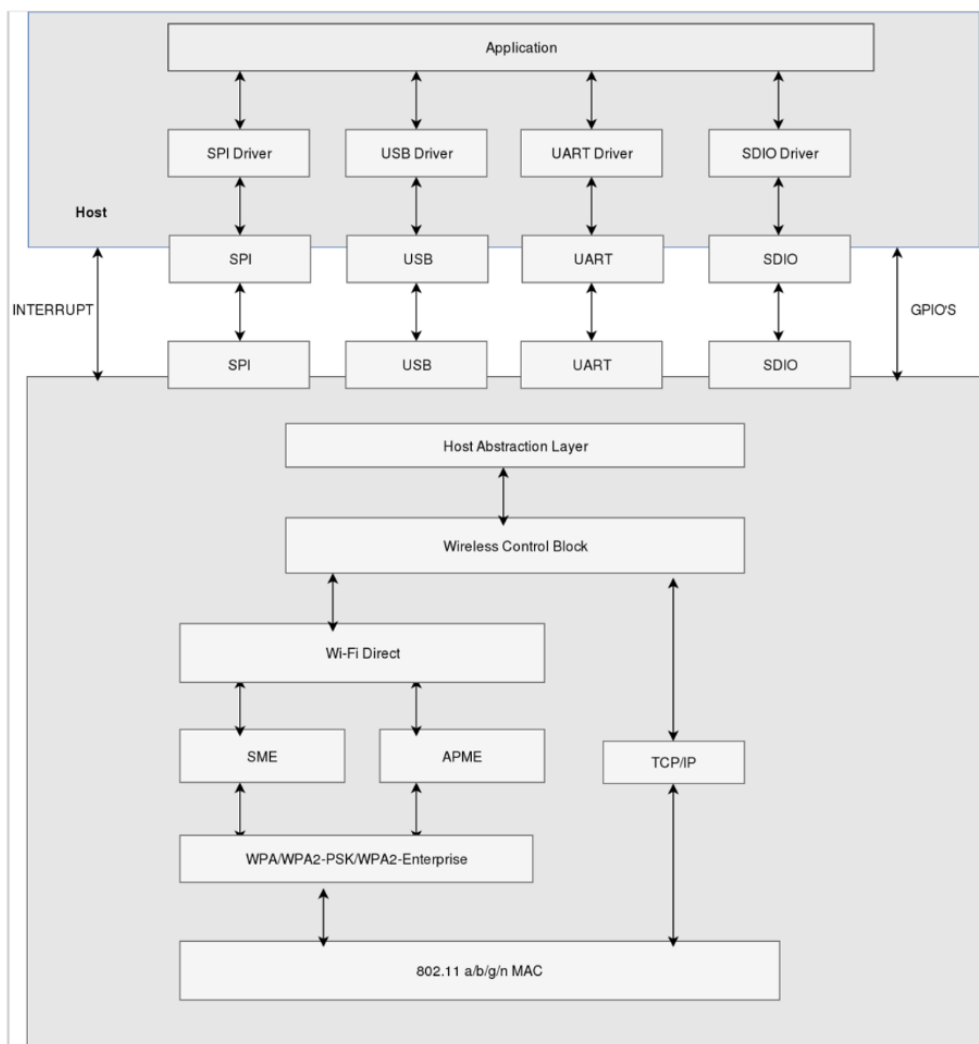 Application
SPI Driver
USB Driver
UART Driver
SDIO Driver
Host
SPI
USB
UART
SDIO
INTERRUPT
GPIO'S
SPI
USB
UART
SDIO
Host Abstraction Layer
Wireless Control Block
Wi-Fi Direct
SME
APME
TCP/IP
WPA/WPA2-PSK/WPA2-Enterprise
802.11 a/b/g/n MAC